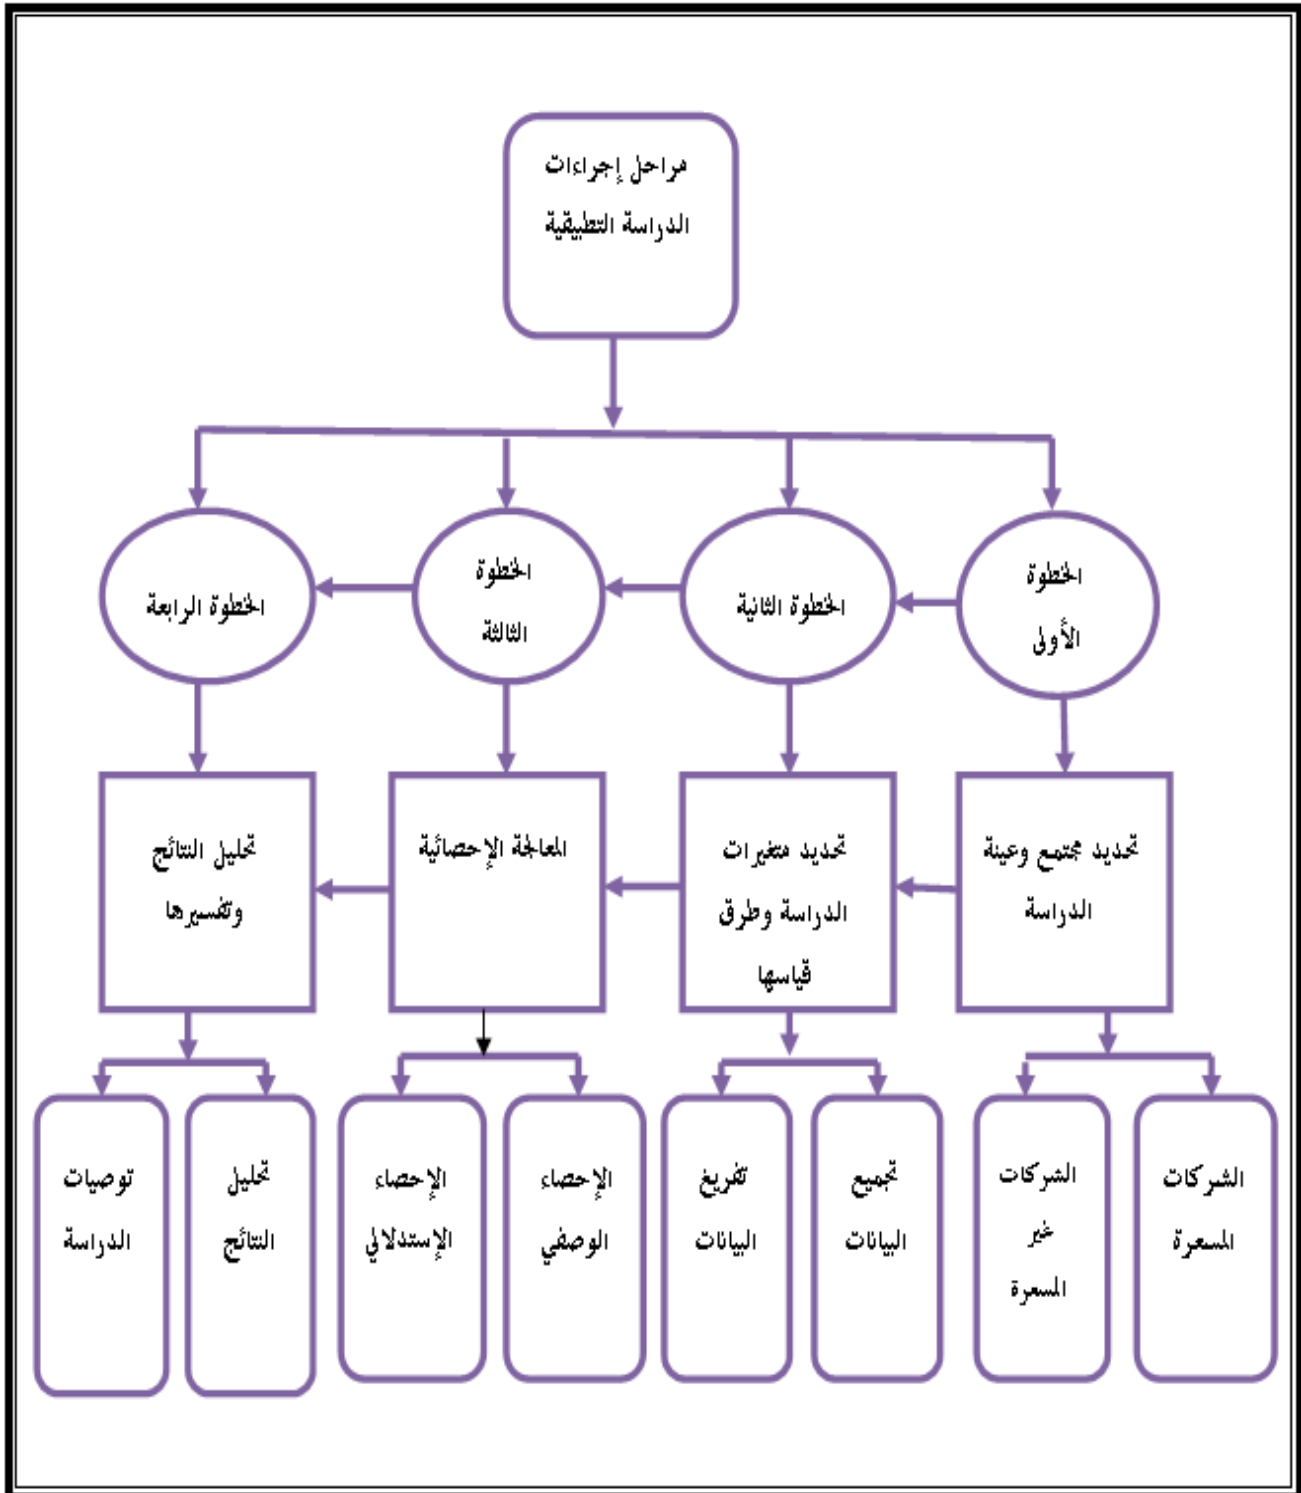 مراحل إجراءات
الدراسة التطبيقية
الخطوة
الأولى
الخطوة الثانية
الخطوة
الثالثة
الخطوة الرابعة
تحديد مجتمع وعينة
الدراسة
تحديد متغيرات
الدراسة وطرق
قياسها
المعالجة الإحصائية
تحليل النتائج
وتفسيرها
الشركات
المسعرة
الشركات
غير
المسعرة
تجميع
البيانات
تفريغ
البيانات
الإحصاء
الوصفي
الإحصاء
الإستدلالي
تحليل
النتائج
توصيات
الدراسة